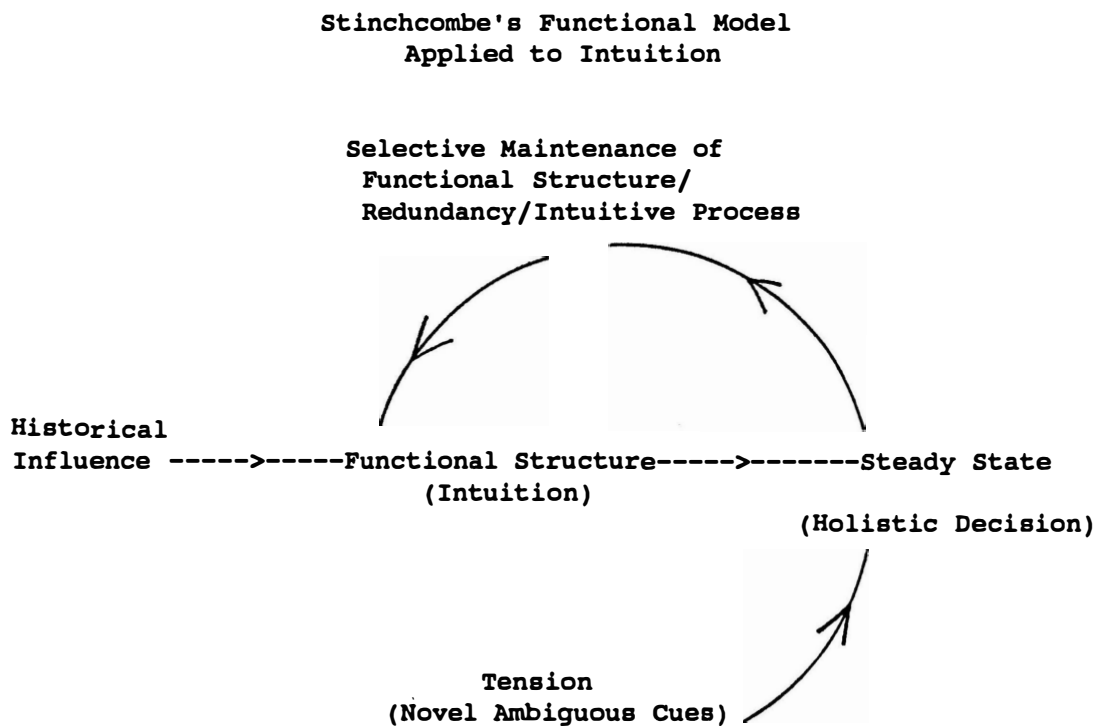 Stinchcombe's Functional Model
Applied to Intuition
Selective Maintenance of
Functional Structure/
Redundancy/Intuitive Process
Historical
Influence ----->-----Functional Structure----->-------Steady State
(Intuition)
(Holistic Decision)
Tension
(Novel Ambiguous Cues)